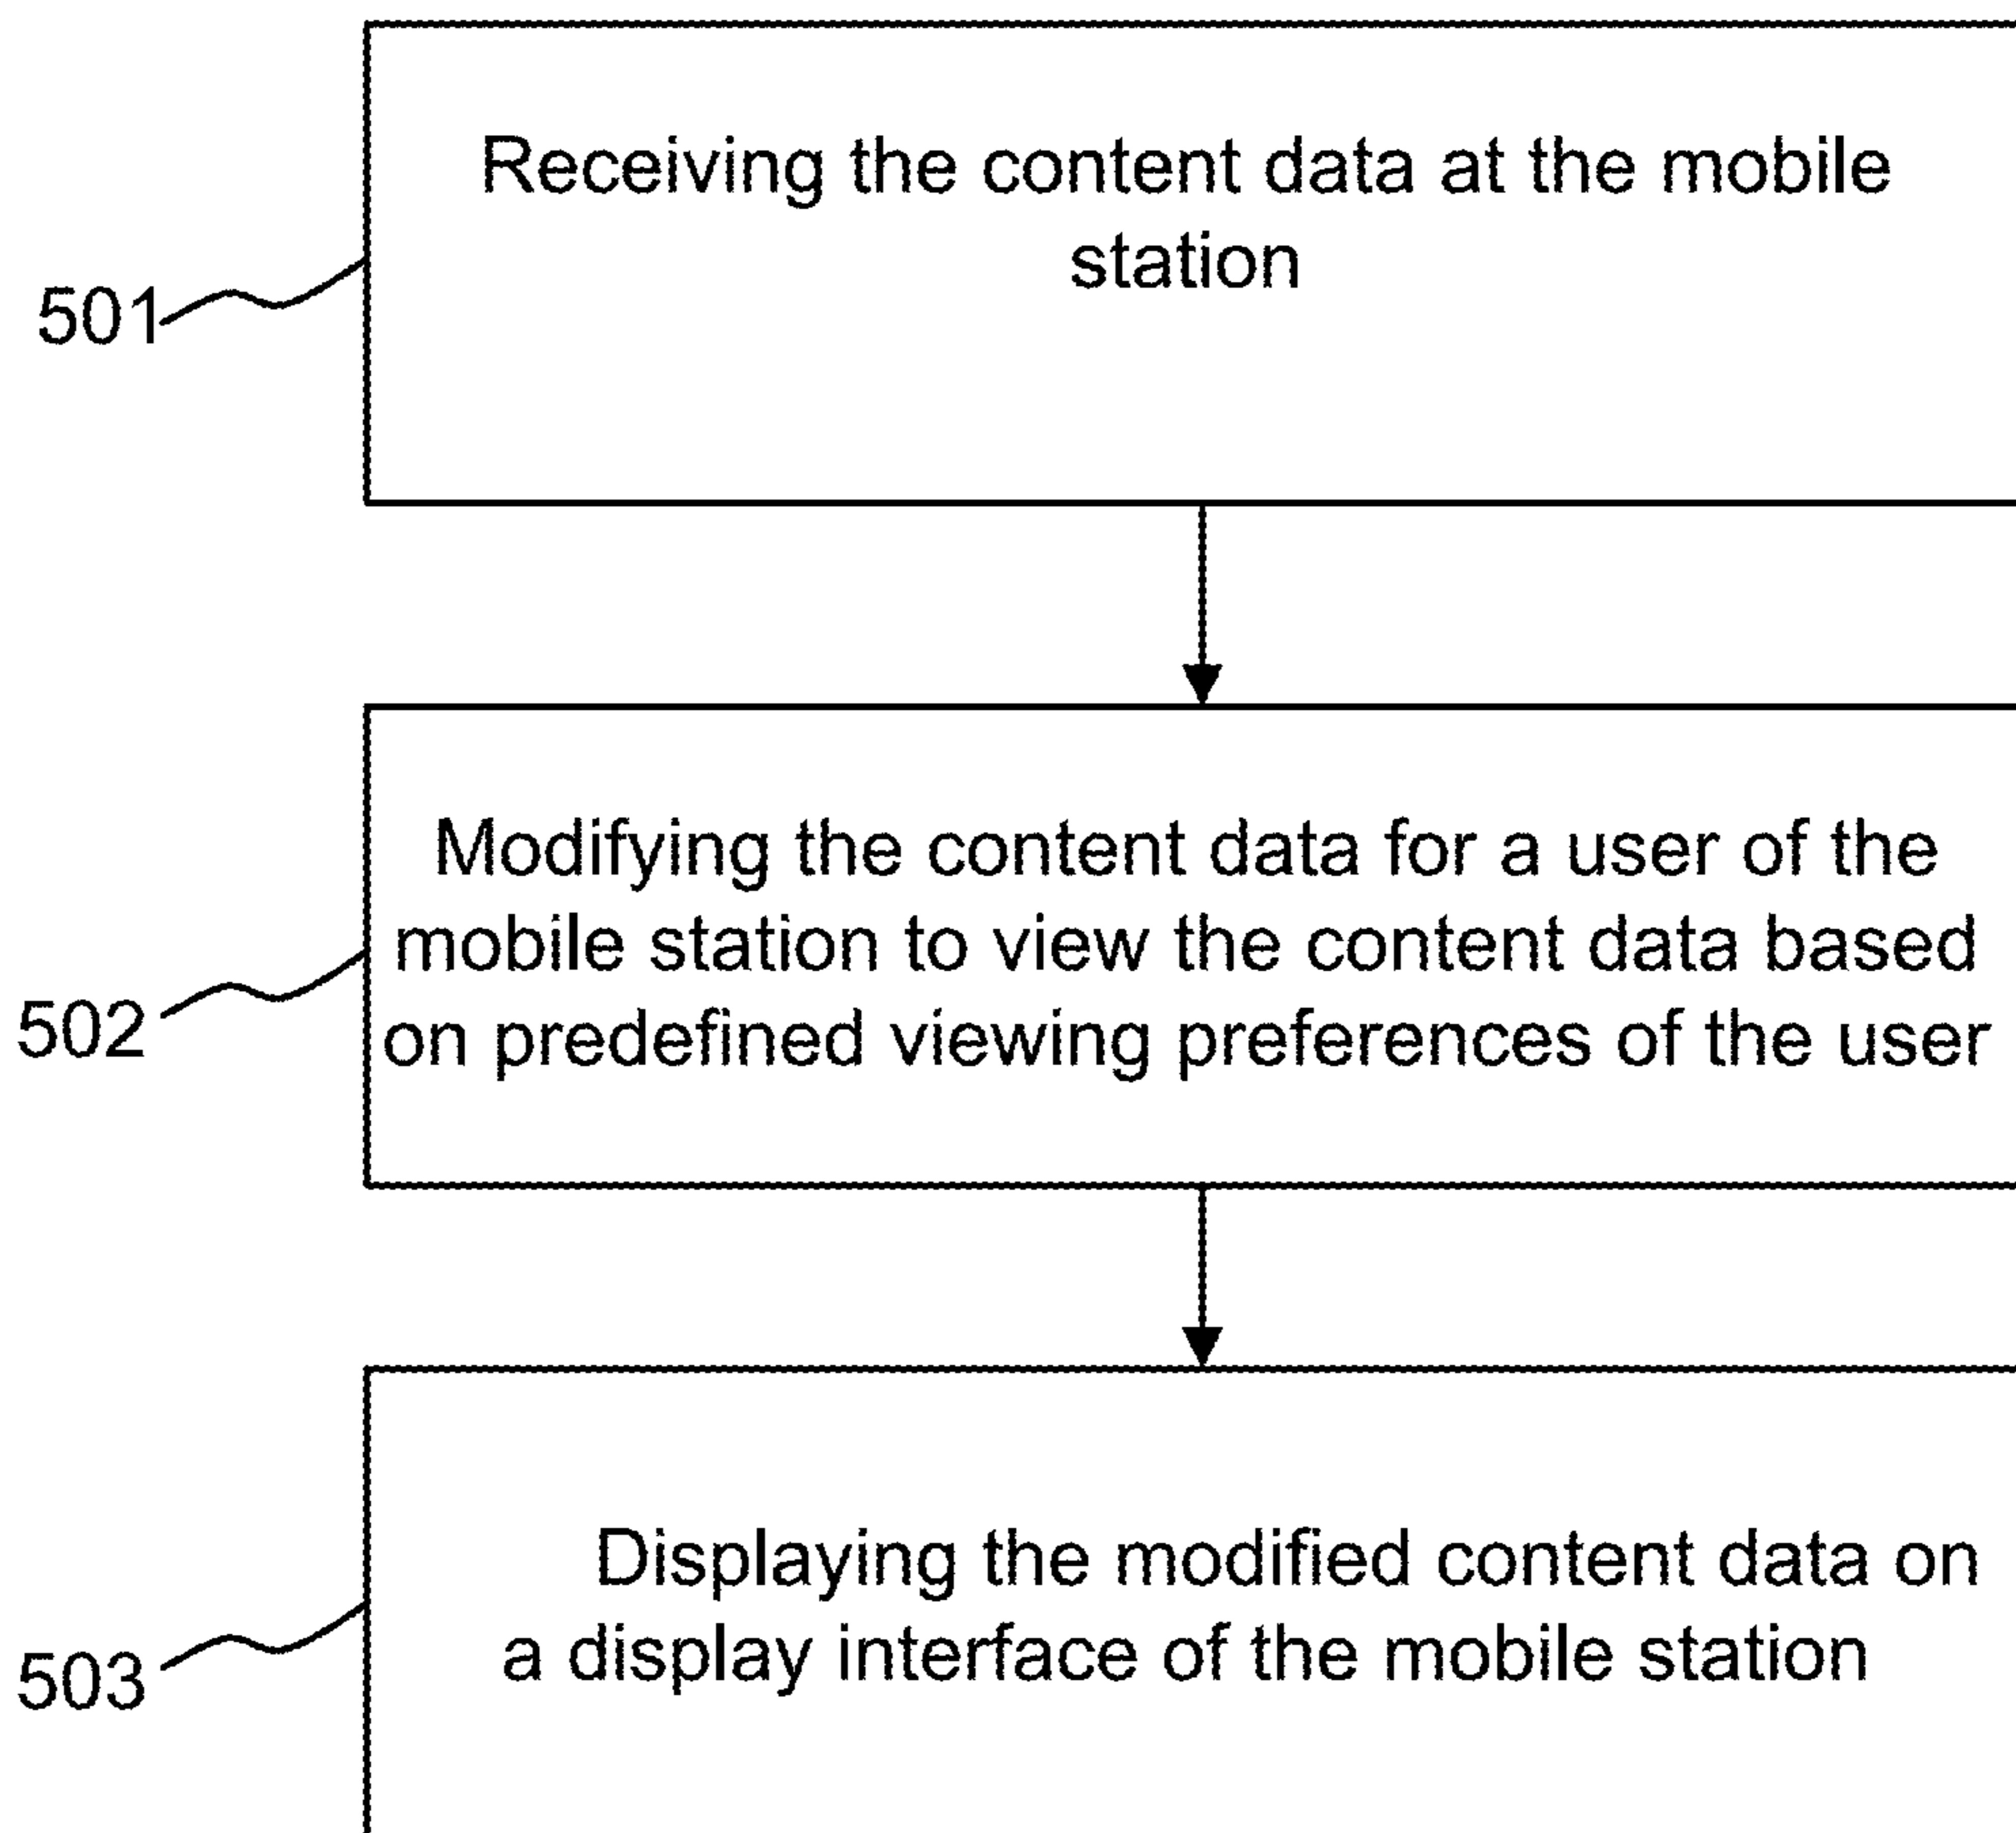 Receiving the content data at the mobile
station
501
Modifying the content data for a user of the
mobile station to view the content data based
on predefined viewing preferences of the user
502
Displaying the modified content data on
a display interface of the mobile station
503